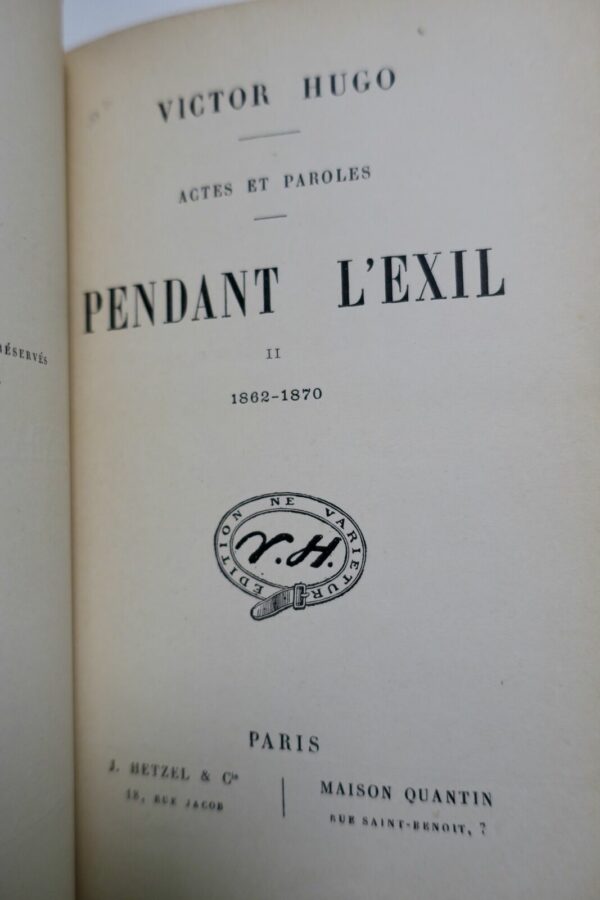 RÉSERVÉS
VICTOR HUGO
ACTES ET PAROLES
PENDANT L'EXIL
II
1862-1870
ÉDITION NE VARIETUR
V.H.
PARIS
J. HETZEL & Cie
18, RUE JACOB
MAISON QUANTIN
RUE SAINT-BENOIT, 7